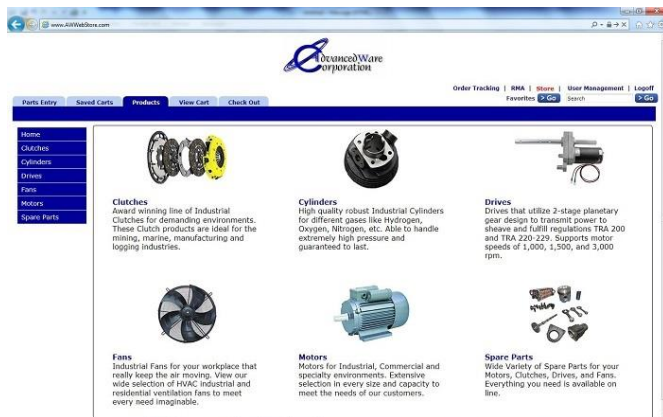 www.AWWebStore.com
AdvancedWare
Corporation
Order Tracking | RMA | Store | User Management | Logoff
Favorites > Go Search > Go
Parts Entry Saved Carts Products View Cart Check Out
Home
Clutches
Cylinders
Drives
Fans
Motors
Spare Parts
Clutches
Award winning line of Industrial
Clutches for demanding environments.
These Clutch products are ideal for the
mining, marine, manufacturing and
logging industries.
Cylinders
High quality robust Industrial Cylinders
for different gases like Hydrogen,
Oxygen, Nitrogen, etc. Able to handle
extremely high pressure and
guaranteed to last.
Drives
Drives that utilize 2-stage planetary
gear design to transmit power to
sheave and fulfill regulations TRA 200
and TRA 220-229. Supports motor
speeds of 1,000, 1,500, and 3,000
rpm.
Fans
Industrial Fans for your workplace that
really keep the air moving. View our
wide selection of HVAC industrial and
residential ventilation fans to meet
every need imaginable.
Motors
Motors for Industrial, Commercial and
specialty environments. Extensive
selection in every size and capacity to
meet the needs of our customers.
Spare Parts
Wide Variety of Spare Parts for your
Motors, Clutches, Drives, and Fans.
Everything you need is available on
line.